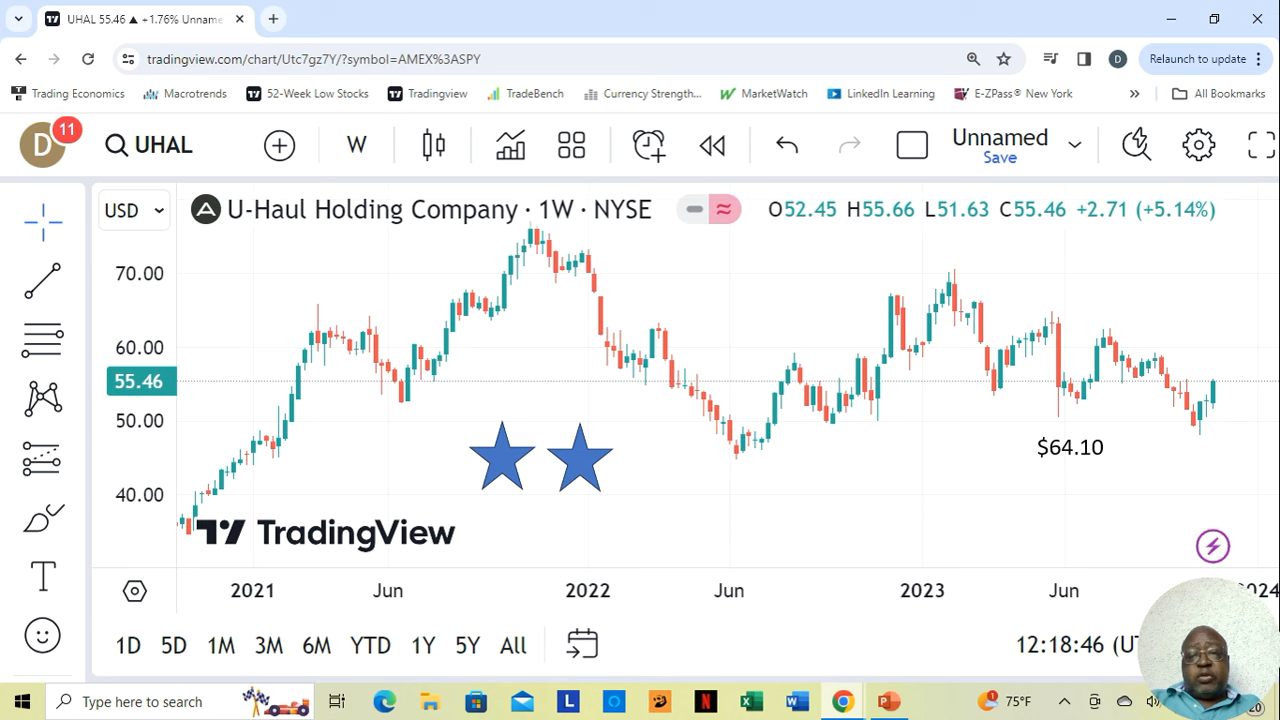 UHAL 55.46 ▲ +1.76% Unname
tradingview.com/chart/Utc7gz7Y/?symbol=AMEX%3ASPY
D
Relaunch to update
Trading Economics
Macrotrends
52-Week Low Stocks
Tradingview
TradeBench
Currency Strength...
MarketWatch
LinkedIn Learning
E-ZPass® New York
»
All Bookmarks
D
11
UHAL
W
Unnamed
Save
USD
U-Haul Holding Company · 1W · NYSE
O52.45 H55.66 L51.63 C55.46 +2.71 (+5.14%)
70.00
60.00
55.46
50.00
40.00
$64.10
TradingView
2021
Jun
2022
Jun
2023
Jun
2024
1D 5D 1M 3M 6M YTD 1Y 5Y All
12:18:46 (UT
Type here to search
L
N
1
75°F
20